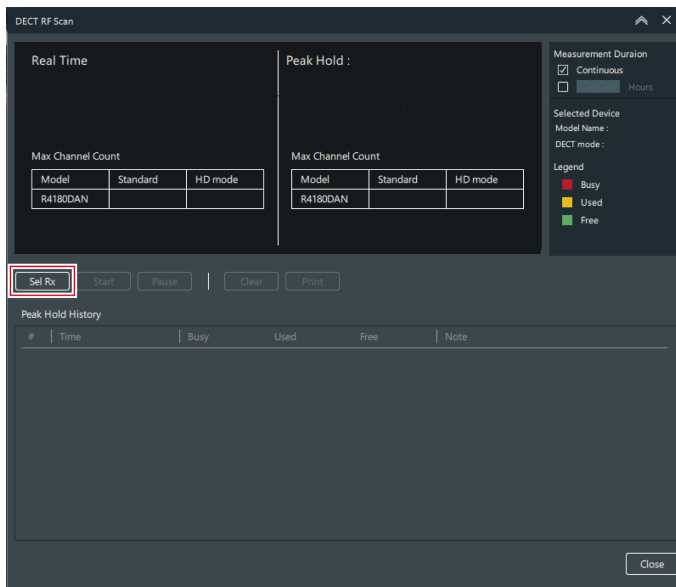 DECT RF Scan
Real Time
Peak Hold :
Max Channel Count
Model Standard HD mode
R4180DAN
Max Channel Count
Model Standard HD mode
R4180DAN
Measurement Duraion
Continuous
--:-- Hours
Selected Device
Model Name :
DECT mode :
Legend
Busy
Used
Free
Sel Rx Start Pause Clear Print
Peak Hold History
# Time Busy Used Free Note
Close